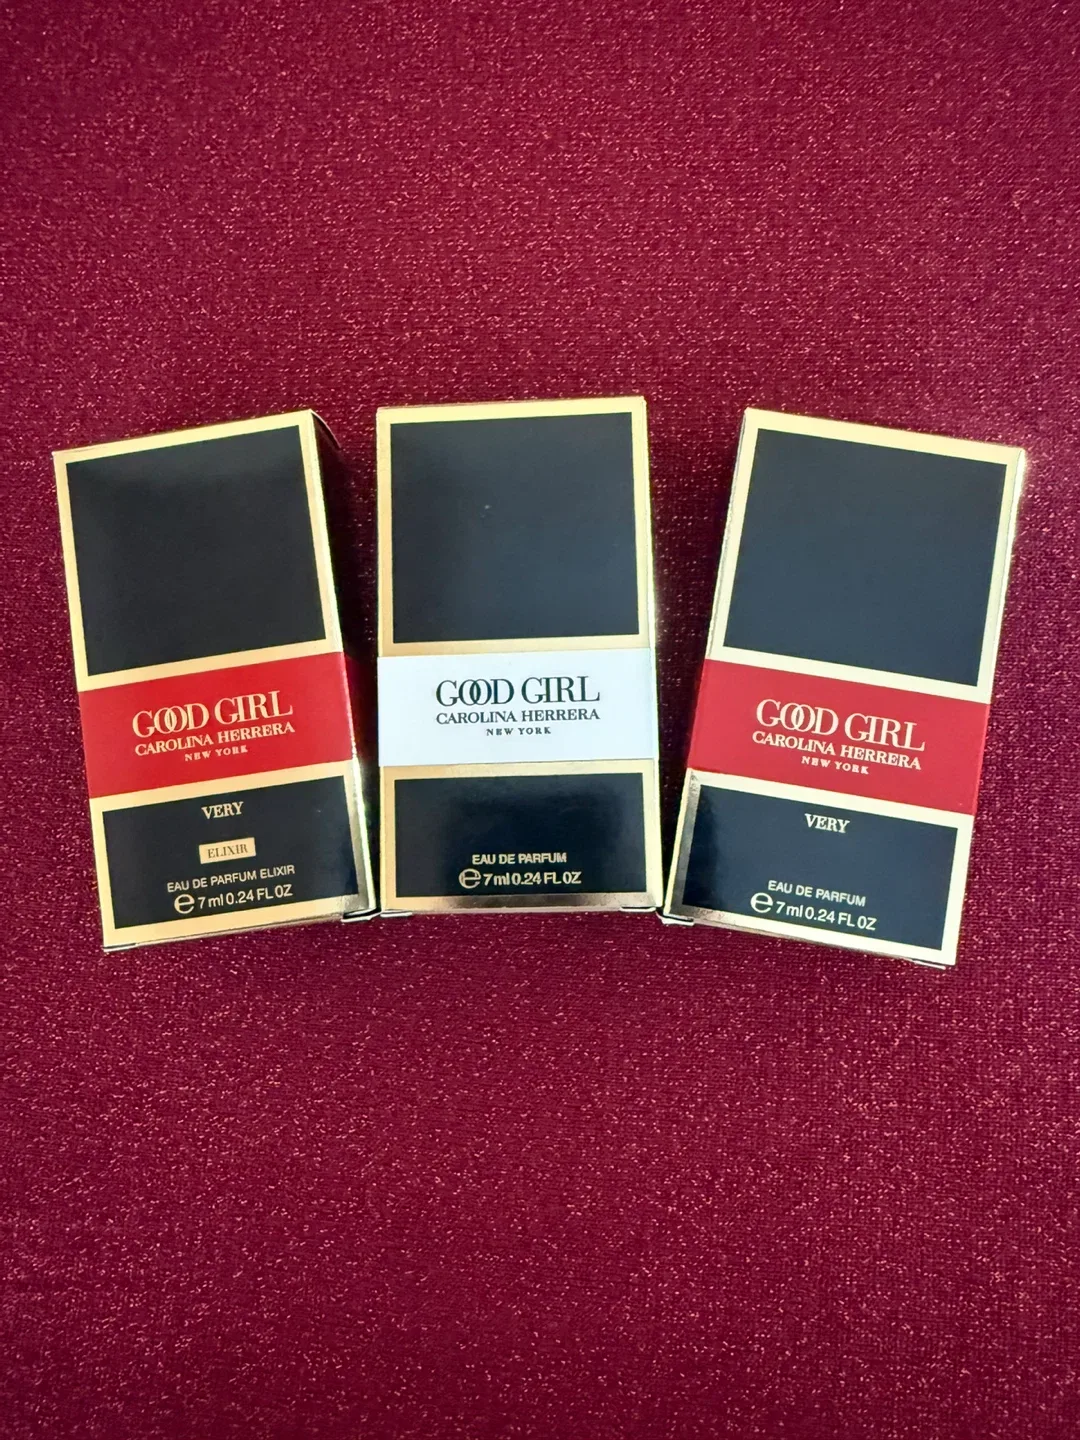 GOOD GIRL
CAROLINA HERRERA
NEW YORK
VERY
ELIXIR
EAU DE PARFUM ELIXIR
℮ 7 ml 0.24 FL OZ
GOOD GIRL
CAROLINA HERRERA
NEW YORK
EAU DE PARFUM
℮ 7 ml 0.24 FL OZ
GOOD GIRL
CAROLINA HERRERA
NEW YORK
VERY
EAU DE PARFUM
℮ 7 ml 0.24 FL OZ